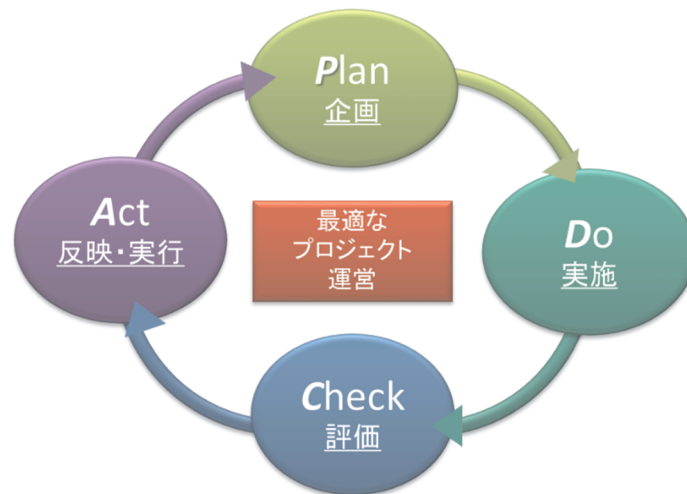 Plan
企画
Do
実施
Check
評価
Act
反映・実行
最適な
プロジェクト
運営